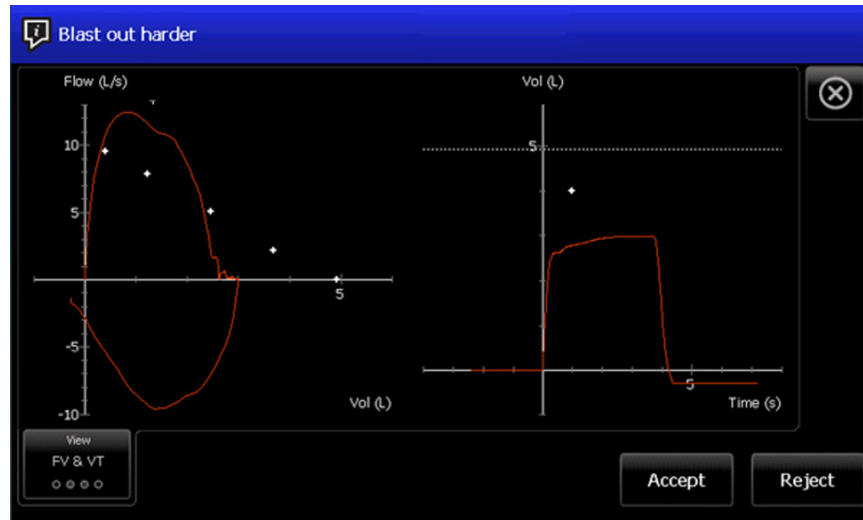 Blast out harder
Flow (L/s)
10
5
-5
-10
5
Vol (L)
Vol (L)
5
5
Time (s)
View
FV & VT
Accept
Reject